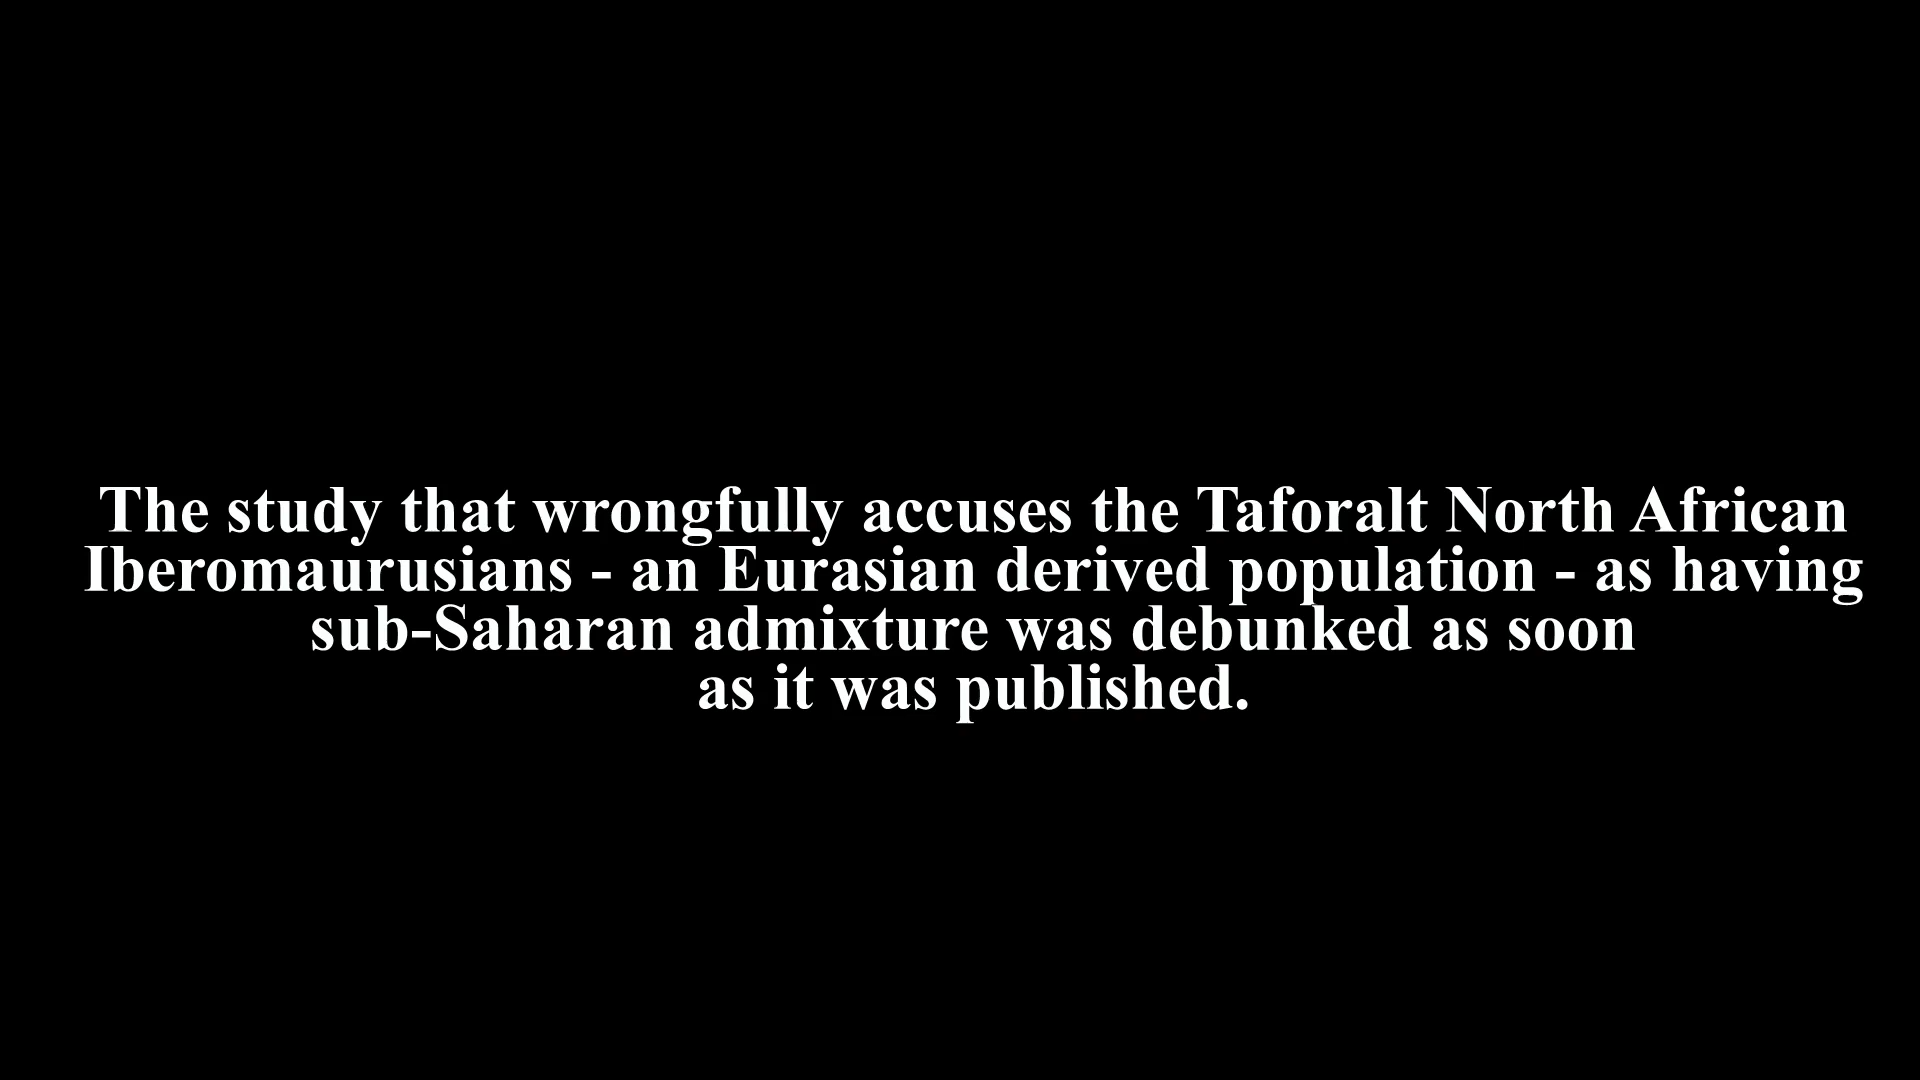 The study that wrongfully accuses the Taforalt North African
Iberomaurusians - an Eurasian derived population - as having
sub-Saharan admixture was debunked as soon
as it was published.